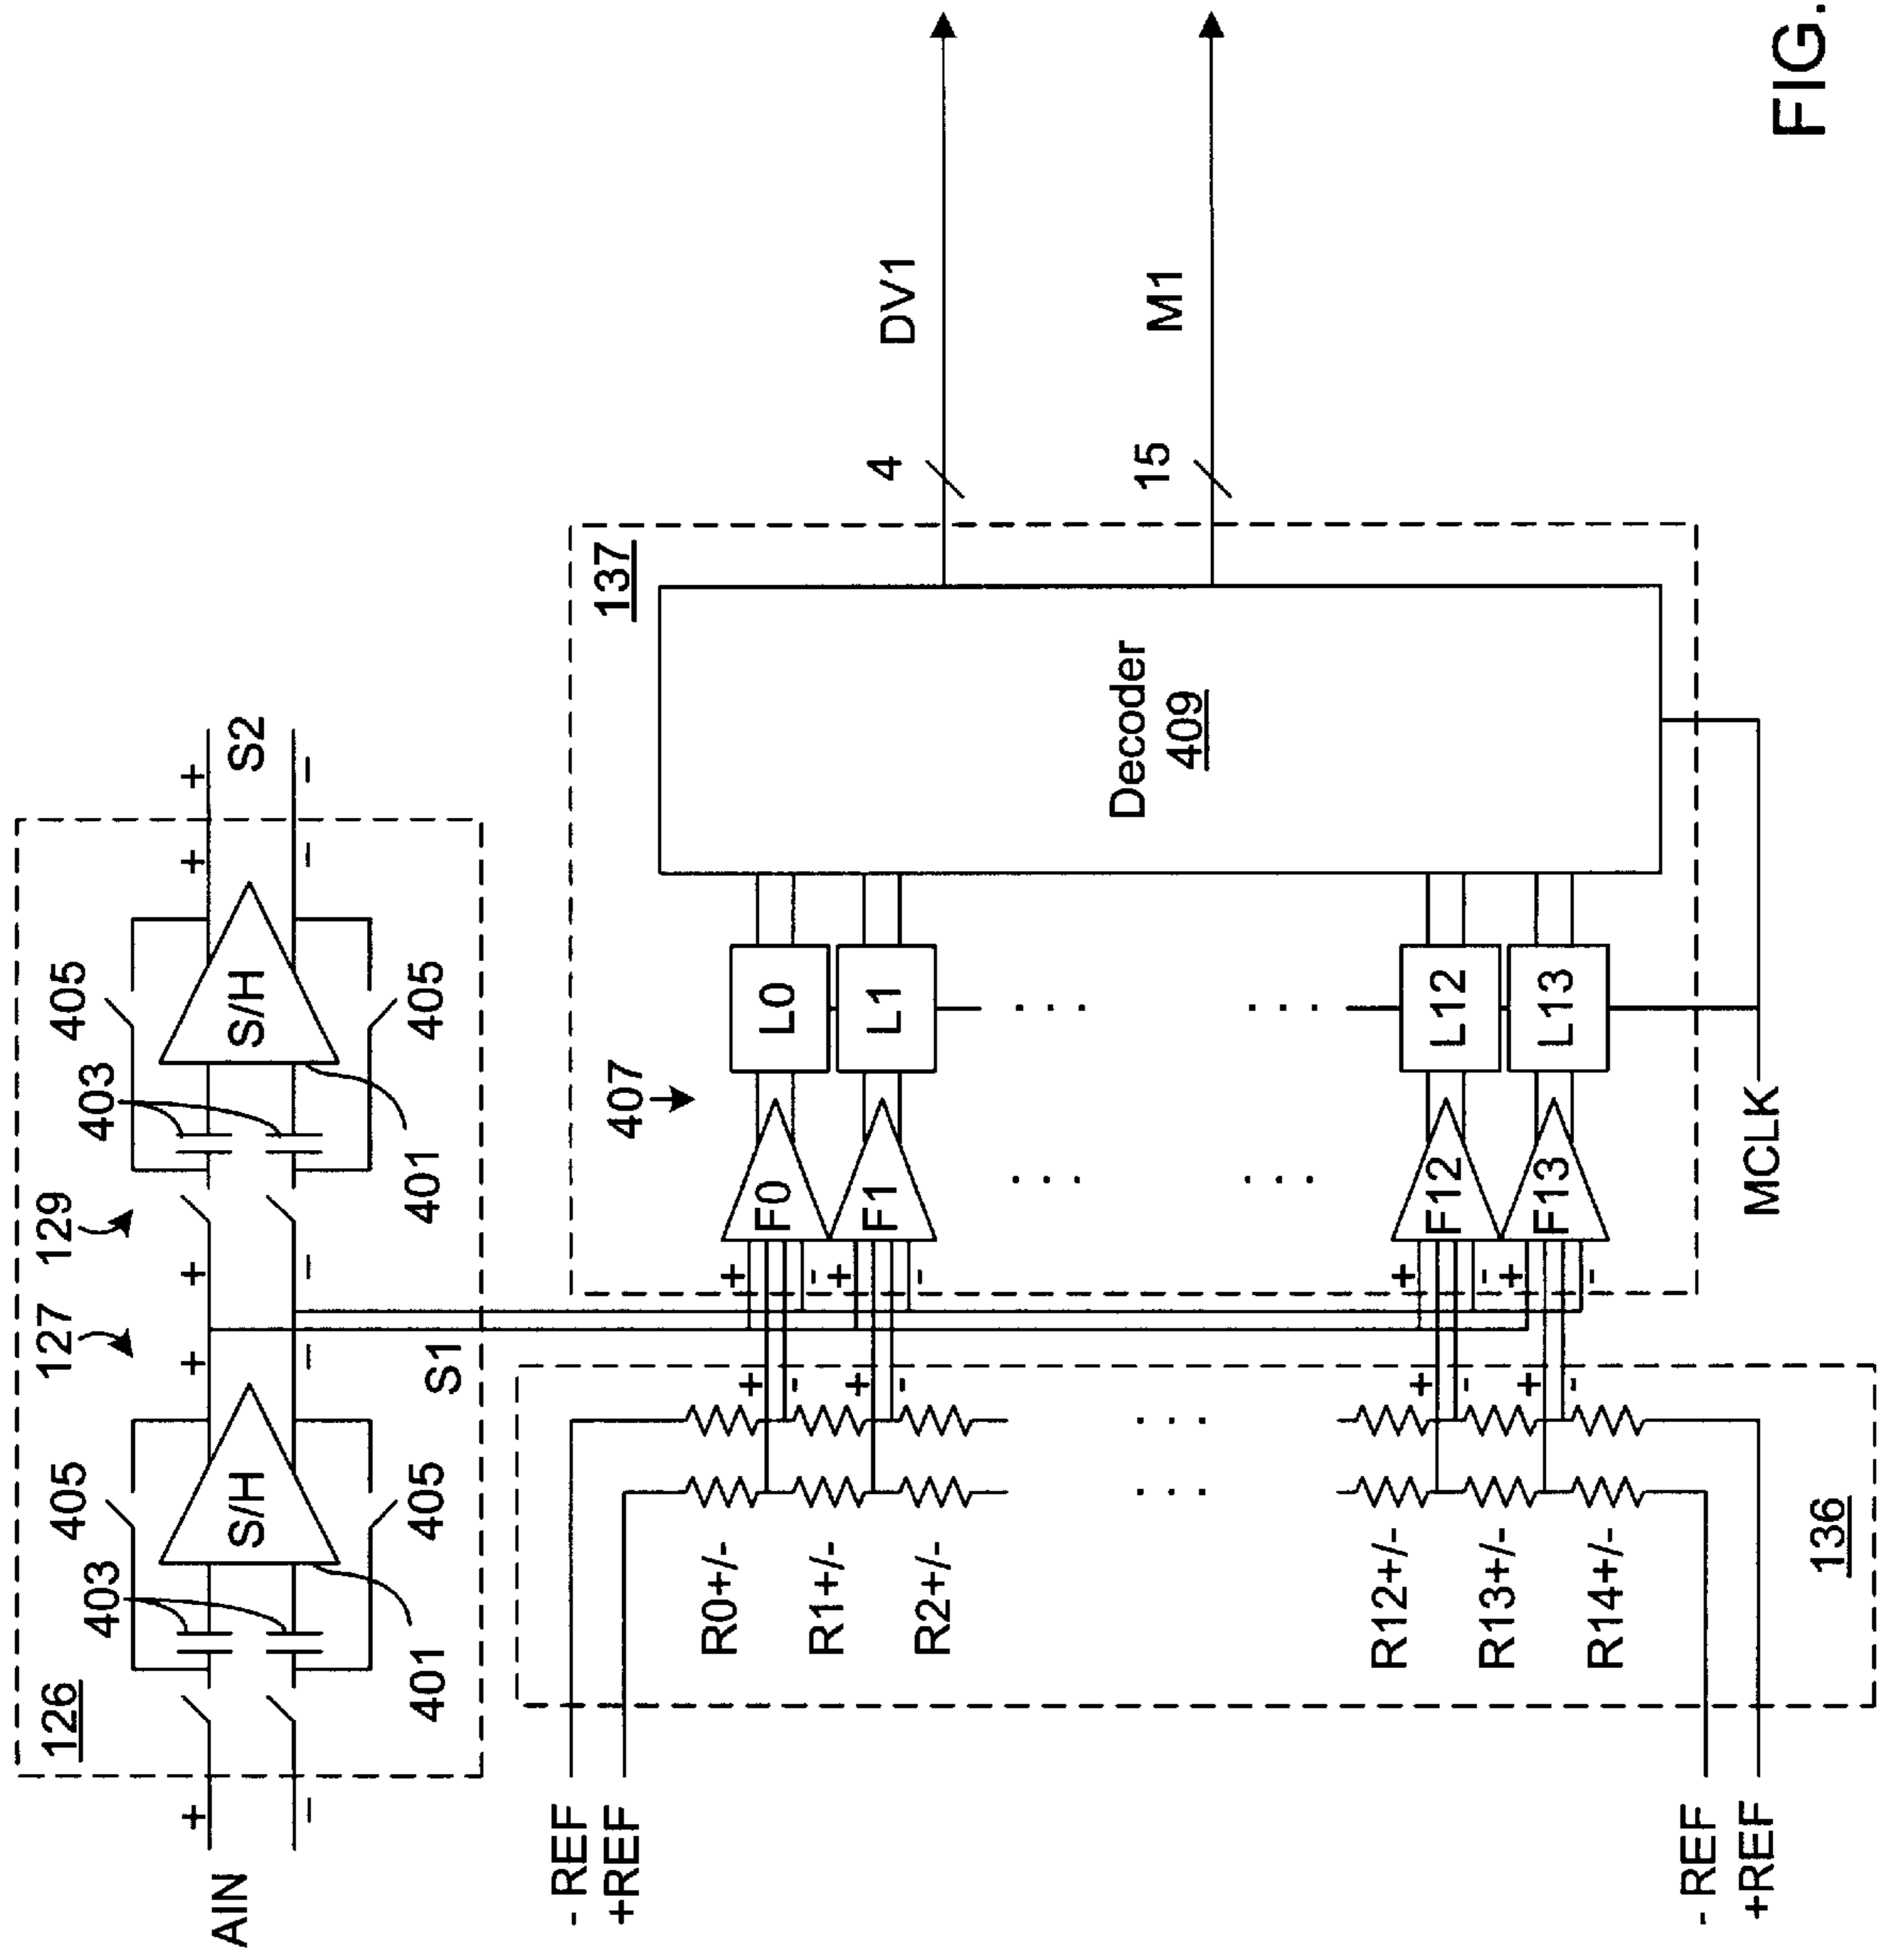 126
AIN
+
-
403
405
S/H
405
401
+
-
S1
127
+
-
129
403
405
S/H
405
401
+
-
+
-
S2
- REF
+REF
R0+/-
R1+/-
R2+/-
. . .
R12+/-
R13+/-
R14+/-
- REF
+REF
136
+
-
+
-
+
-
+
-
137
407
+
-
+
-
+
-
+
-
F0
F1
. . .
. . .
F12
F13
L0
L1
. . .
. . .
L12
L13
MCLK
Decoder
409
4
DV1
15
M1
FIG.